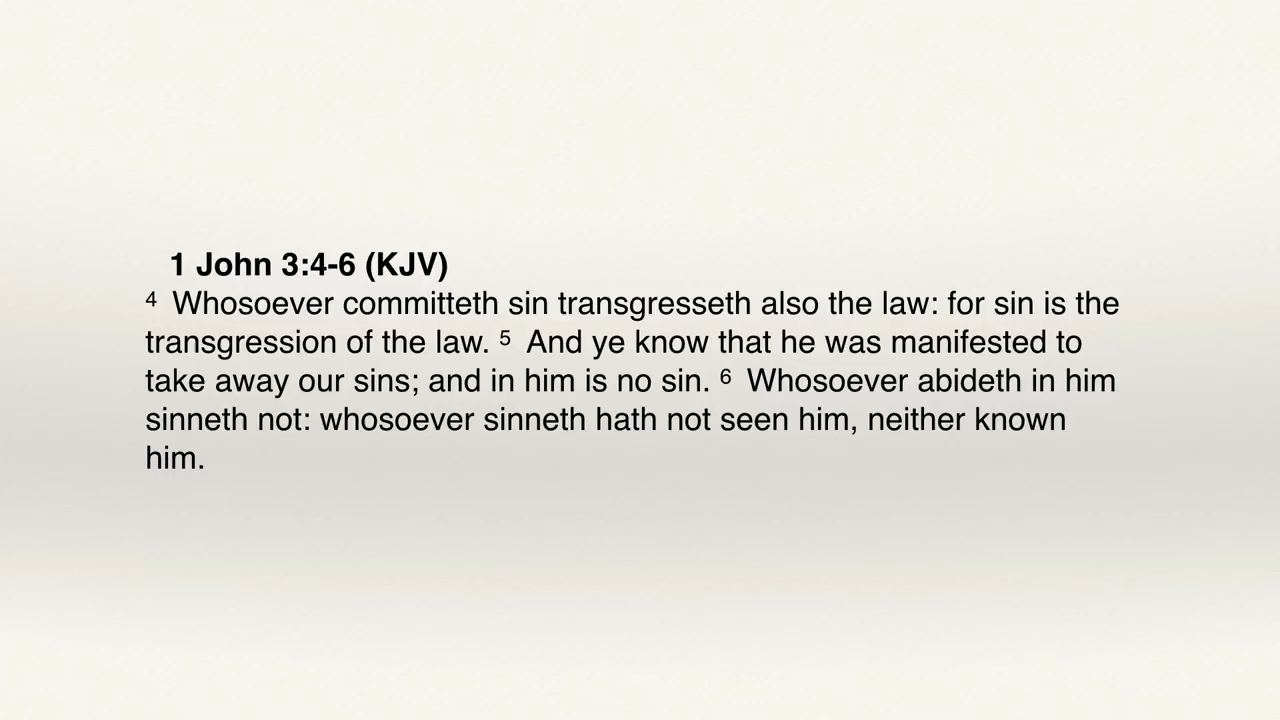 1 John 3:4-6 (KJV)
4 Whosoever committeth sin transgresseth also the law: for sin is the
transgression of the law. 5 And ye know that he was manifested to
take away our sins; and in him is no sin. 6 Whosoever abideth in him
sinneth not: whosoever sinneth hath not seen him, neither known
him.